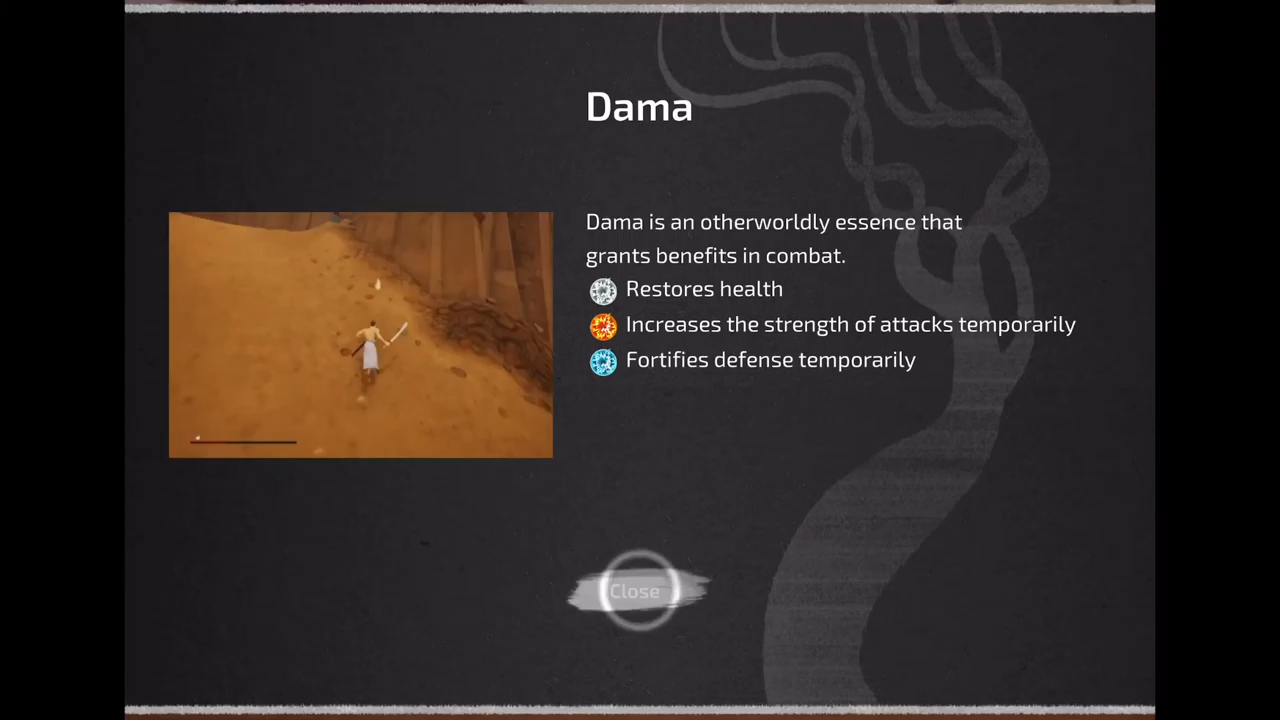 Dama
Dama is an otherworldly essence that
grants benefits in combat.
Restores health
Increases the strength of attacks temporarily
Fortifies defense temporarily
Close